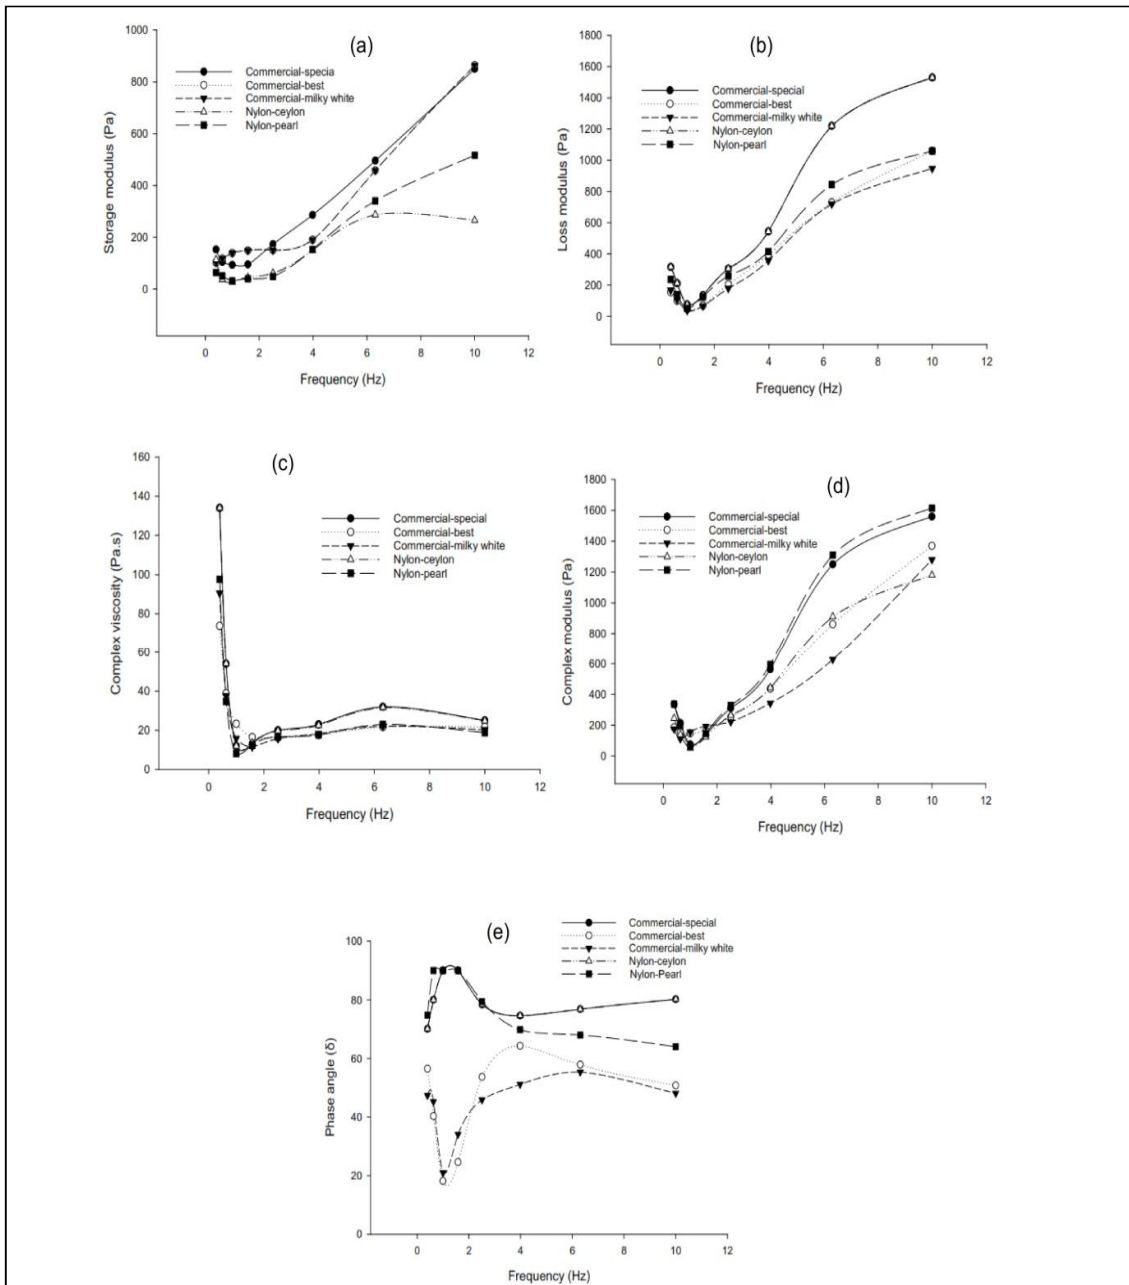 (a)
1000
800
600
400
200
0
Storage modulus (Pa)
Commercial-specia
Commercial-best
Commercial-milky white
Nylon-ceylon
Nylon-pearl
0 2 4 6 8 10 12
Frequency (Hz)
(b)
1800
1600
1400
1200
1000
800
600
400
200
0
Loss modulus (Pa)
Commercial-special
Commercial-best
Commercial-milky white
Nylon-ceylon
Nylon-pearl
0 2 4 6 8 10 12
Frequency (Hz)
(c)
160
140
120
100
80
60
40
20
0
Complex viscosity (Pa.s)
Commercial-special
Commercial-best
Commercial-milky white
Nylon-ceylon
Nylon-pearl
0 2 4 6 8 10 12
Frequency (Hz)
(d)
1800
1600
1400
1200
1000
800
600
400
200
0
Complex modulus (Pa)
Commercial-special
Commercial-best
Commercial-milky white
Nylon-ceylon
Nylon-pearl
0 2 4 6 8 10 12
Frequency (Hz)
(e)
100
80
60
40
20
0
Phase angle (δ)
Commercial-special
Commercial-best
Commercial-milky white
Nylon-ceylon
Nylon-Pearl
0 2 4 6 8 10
Frequency (Hz)